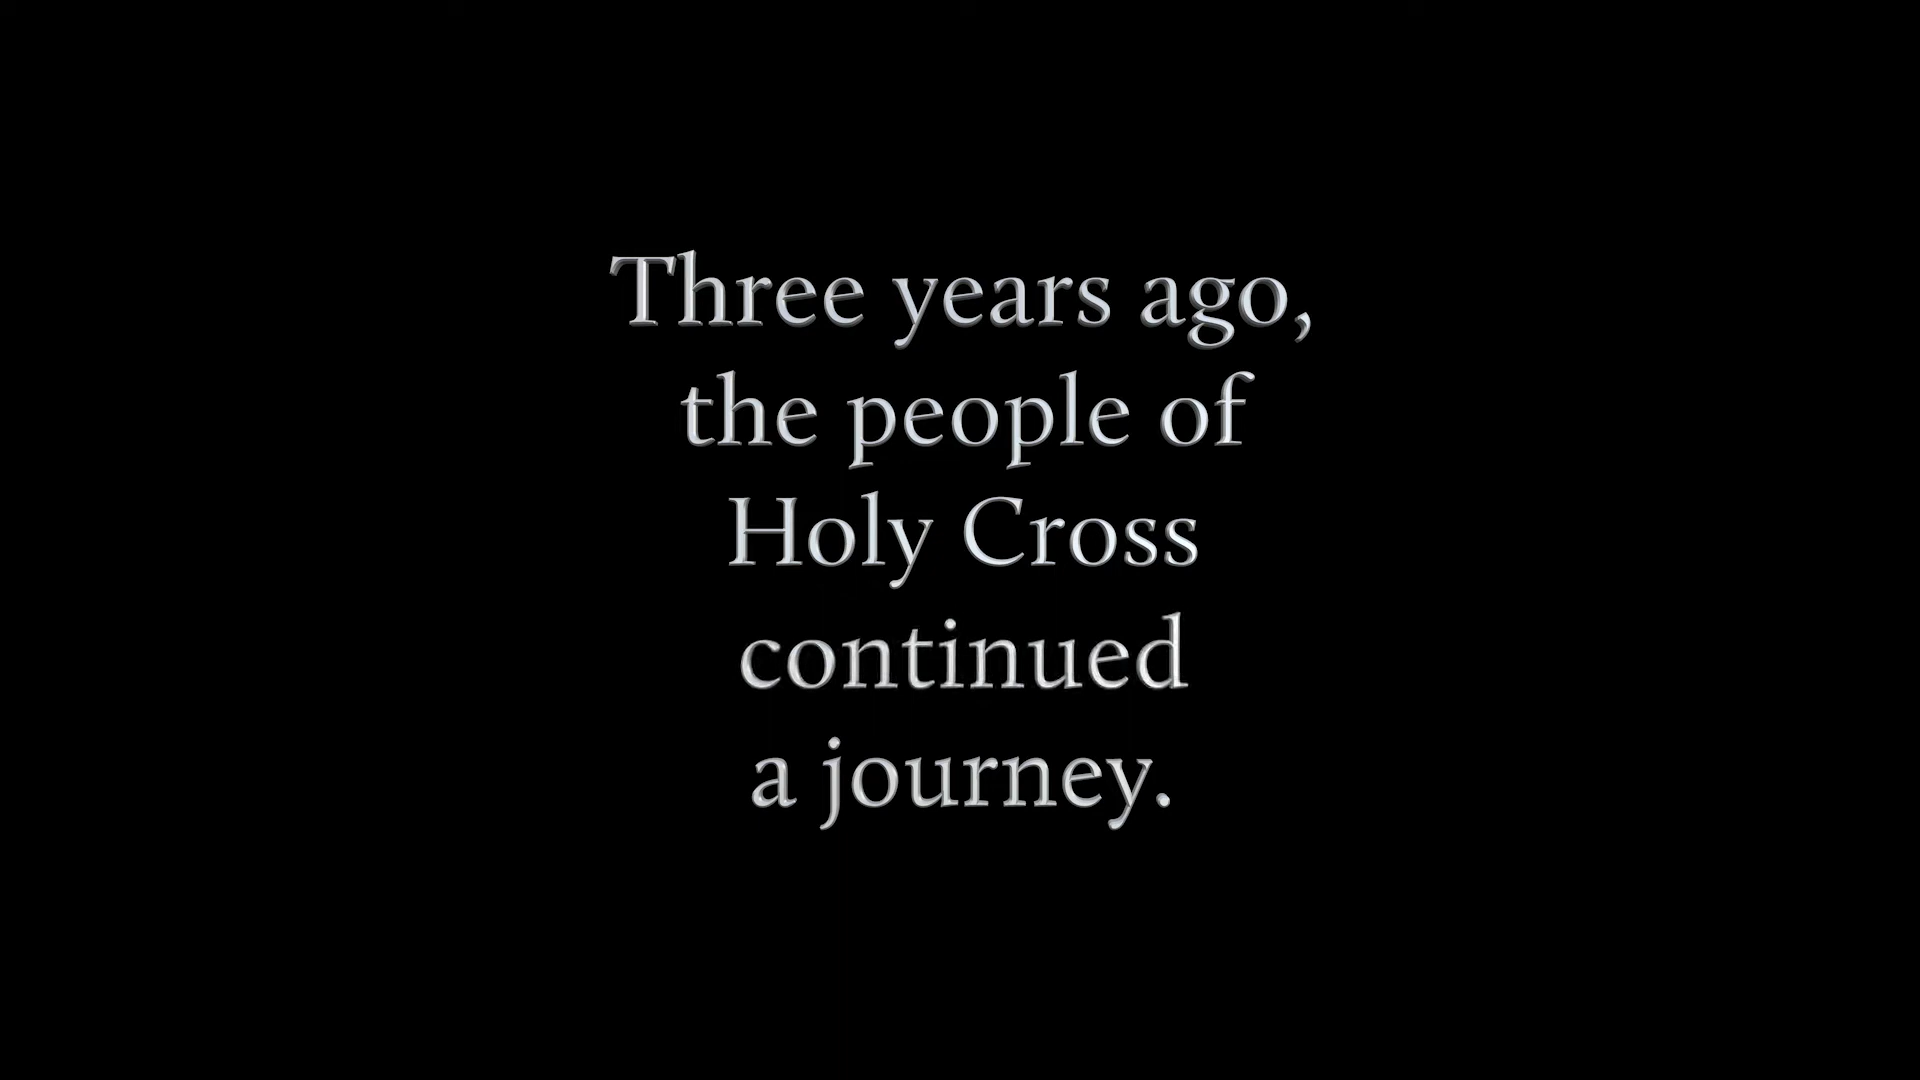 Three years ago,
the people of
Holy Cross
continued
a journey.